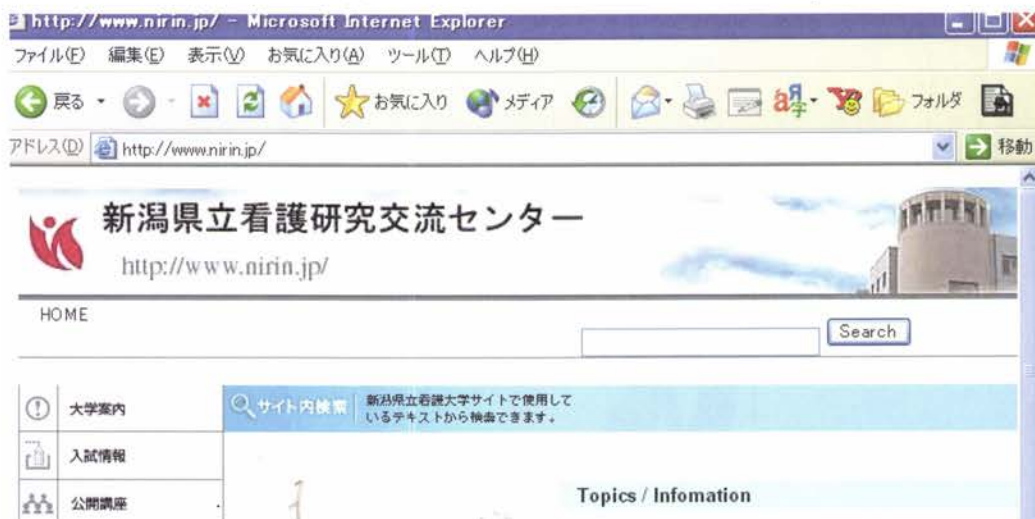 http://www.nirin.jp/ - Microsoft Internet Explorer
ファイル(F) 編集(E) 表示(V) お気に入り(A) ツール(T) ヘルプ(H)
戻る お気に入り メディア フォルダ
アドレス(D) http://www.nirin.jp/ 移動
新潟県立看護研究交流センター
http://www.nirin.jp/
HOME
Search
大学案内
サイト内検索 新潟県立看護大学サイトで使用して
いるテキストから検索できます。
入試情報
公開講座
Topics / Infomation